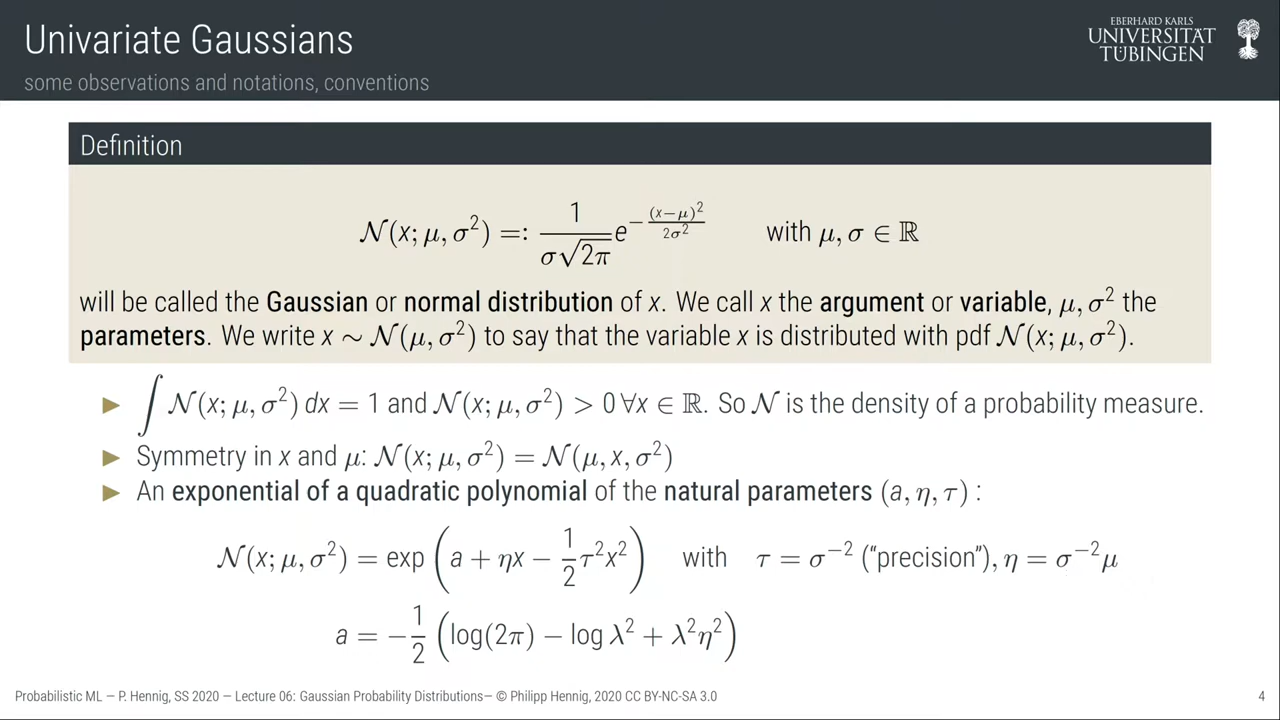 Univariate Gaussians
some observations and notations, conventions
EBERHARD KARLS
UNIVERSITÄT
TÜBINGEN
Definition
𝒩(x; μ, σ²) =: \frac{1}{σ√(2π)} e^{−\frac{(x−μ)²}{2σ²}} with μ, σ ∈ ℝ
will be called the Gaussian or normal distribution of x. We call x the argument or variable, μ, σ² the
parameters. We write x ∼ 𝒩(μ, σ²) to say that the variable x is distributed with pdf 𝒩(x; μ, σ²).
▶ ∫ 𝒩(x; μ, σ²) dx = 1 and 𝒩(x; μ, σ²) > 0 ∀x ∈ ℝ. So 𝒩 is the density of a probability measure.
▶ Symmetry in x and μ: 𝒩(x; μ, σ²) = 𝒩(μ, x, σ²)
▶ An exponential of a quadratic polynomial of the natural parameters (a, η, τ) :
𝒩(x; μ, σ²) = exp(a + ηx − \frac{1}{2}τ²x²) with τ = σ⁻² (“precision”), η = σ⁻²μ
a = −\frac{1}{2}(log(2π) − log λ² + λ²η²)
Probabilistic ML — P. Hennig, SS 2020 — Lecture 06: Gaussian Probability Distributions— © Philipp Hennig, 2020 CC BY-NC-SA 3.0
4